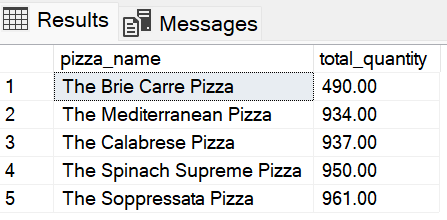 Results Messages
pizza_name total_quantity
1 The Brie Carre Pizza 490.00
2 The Mediterranean Pizza 934.00
3 The Calabrese Pizza 937.00
4 The Spinach Supreme Pizza 950.00
5 The Soppressata Pizza 961.00